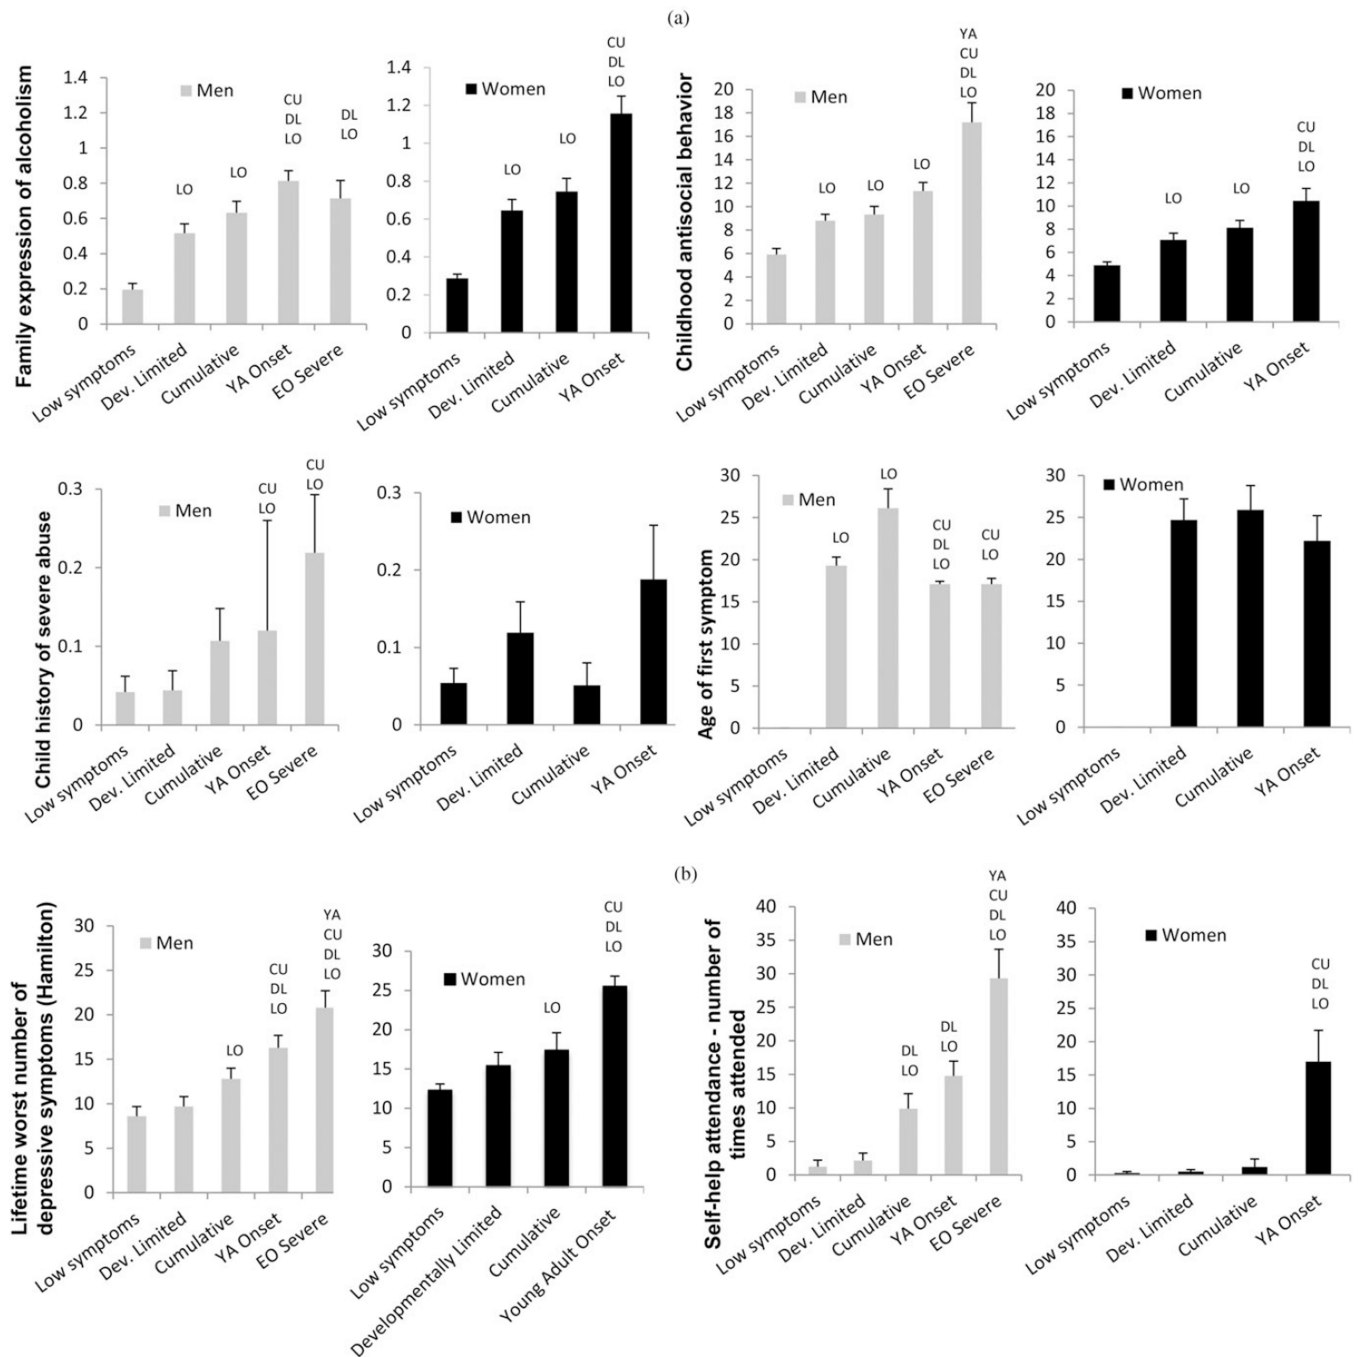 (a)
Family expression of alcoholism
1.4
1.2
1
0.8
0.6
0.4
0.2
0
Men
LO
LO
CU
DL
LO
DL
LO
Low symptoms
Dev. Limited
Cumulative
YA Onset
EO Severe
1.4
1.2
1
0.8
0.6
0.4
0.2
0
Women
LO
LO
CU
DL
LO
Low symptoms
Dev. Limited
Cumulative
YA Onset
Childhood antisocial behavior
20
18
16
14
12
10
8
6
4
2
0
Men
LO
LO
LO
YA
CU
DL
LO
Low symptoms
Dev. Limited
Cumulative
YA Onset
EO Severe
20
18
16
14
12
10
8
6
4
2
0
Women
LO
LO
CU
DL
LO
Low symptoms
Dev. Limited
Cumulative
YA Onset
Child history of severe abuse
0.3
0.2
0.1
0
Men
CU
LO
CU
LO
Low symptoms
Dev. Limited
Cumulative
YA Onset
EO Severe
0.3
0.2
0.1
0
Women
Low symptoms
Dev. Limited
Cumulative
YA Onset
Age of first symptom
30
25
20
15
10
5
0
Men
LO
LO
CU
DL
LO
CU
LO
Low symptoms
Dev. Limited
Cumulative
YA Onset
EO Severe
30
25
20
15
10
5
0
Women
Low symptoms
Dev. Limited
Cumulative
YA Onset
(b)
Lifetime worst number of
depressive symptoms (Hamilton)
30
25
20
15
10
5
0
Men
LO
CU
DL
LO
YA
CU
DL
LO
Low symptoms
Dev. Limited
Cumulative
YA Onset
EO Severe
30
25
20
15
10
5
0
Women
LO
CU
DL
LO
Low symptoms
Developmentally Limited
Cumulative
Young Adult Onset
Self-help attendance - number of
times attended
40
35
30
25
20
15
10
5
0
Men
DL
LO
DL
LO
YA
CU
DL
LO
Low symptoms
Dev. Limited
Cumulative
YA Onset
EO Severe
40
35
30
25
20
15
10
5
0
Women
CU
DL
LO
Low symptoms
Dev. Limited
Cumulative
YA Onset